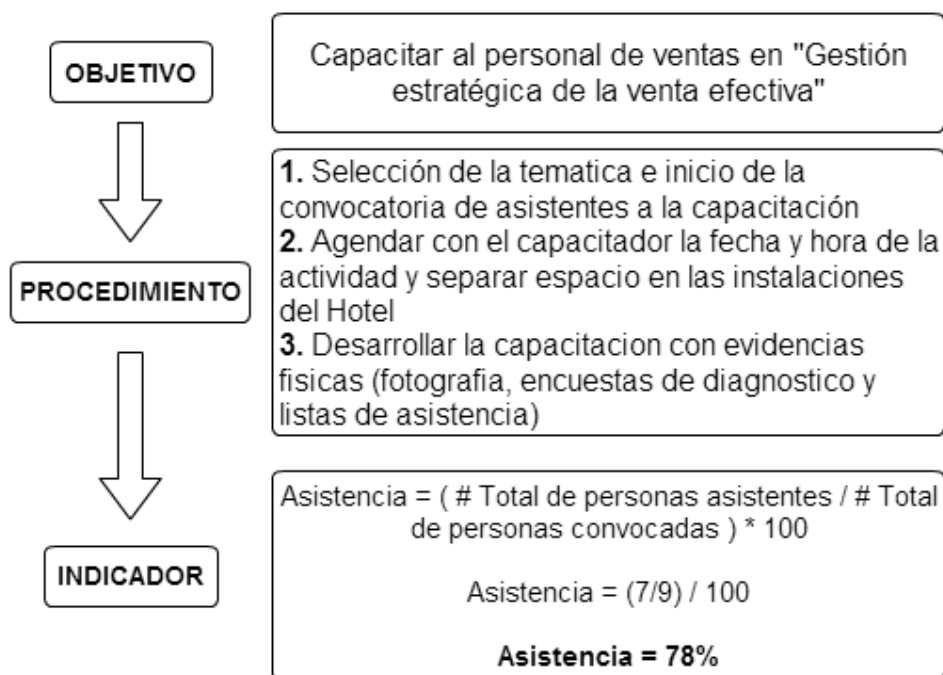 OBJETIVO
Capacitar al personal de ventas en "Gestión
estratégica de la venta efectiva"
PROCEDIMIENTO
1. Selección de la tematica e inicio de la
convocatoria de asistentes a la capacitación
2. Agendar con el capacitador la fecha y hora de la
actividad y separar espacio en las instalaciones
del Hotel
3. Desarrollar la capacitacion con evidencias
fisicas (fotografia, encuestas de diagnostico y
listas de asistencia)
INDICADOR
Asistencia = ( # Total de personas asistentes / # Total
de personas convocadas ) * 100
Asistencia = (7/9) / 100
Asistencia = 78%